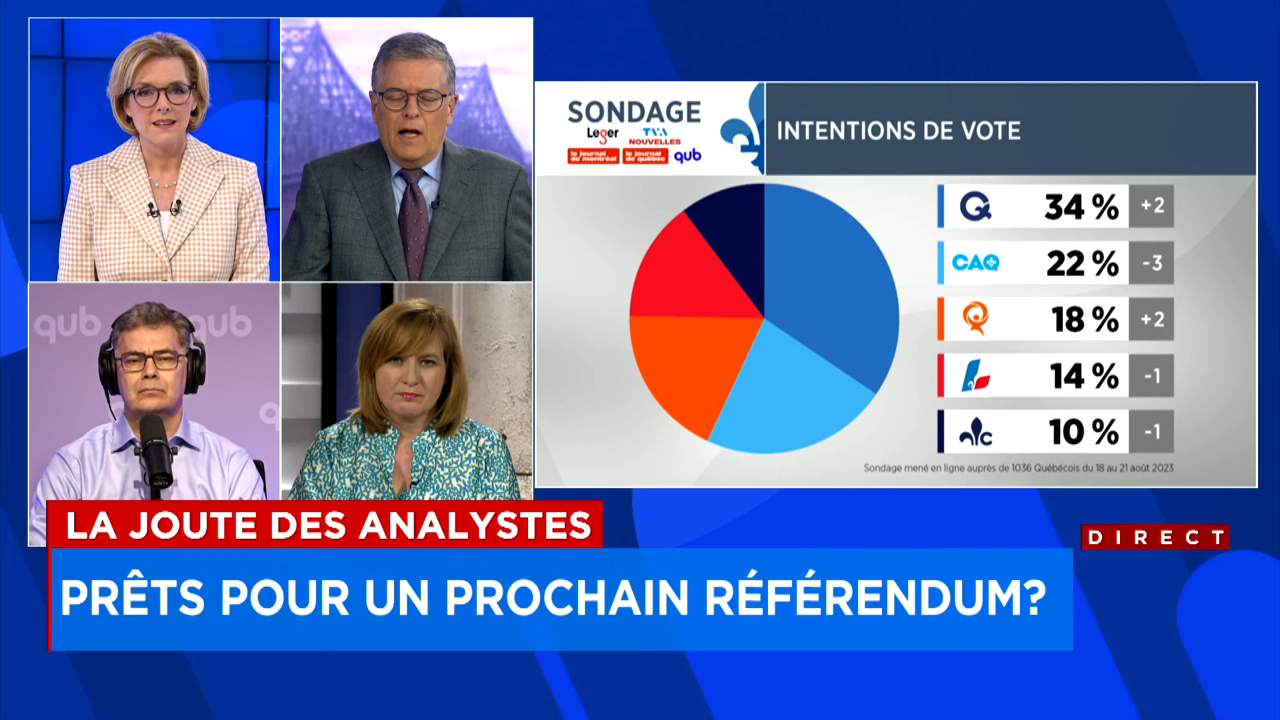 SONDAGE
Leger
TVA
NOUVELLES
le journal
de montréal
le journal
de québec
qub
INTENTIONS DE VOTE
34 % +2
CAQ 22 % -3
18 % +2
14 % -1
C 10 % -1
Sondage mené en ligne auprès de 1036 Québécois du 18 au 21 août 2023
qub
qub
LA JOUTE DES ANALYSTES
DIRECT
PRÊTS POUR UN PROCHAIN RÉFÉRENDUM?